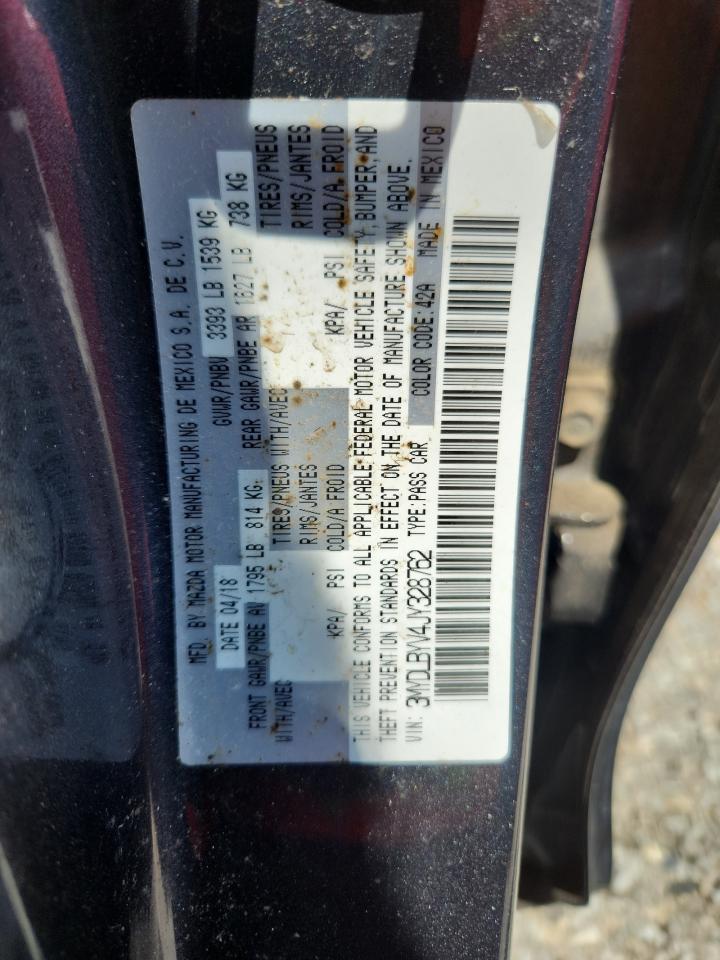 MFD. BY MAZDA MOTOR MANUFACTURING DE MEXICO S.A. DE C.V.
DATE 04/18 GVWR/PNBV 3393 LB 1539 KG
FRONT GAWR/PNBE AV 1795 LB 814 KG REAR GAWR/PNBE AR 1627 LB 738 KG
WITH/AVEC TIRES/PNEUS WITH/AVEC TIRES/PNEUS
RIMS/JANTES RIMS/JANTES
KPA/ PSI COLD/A FROID KPA/ PSI COLD/A FROID
THIS VEHICLE CONFORMS TO ALL APPLICABLE FEDERAL MOTOR VEHICLE SAFETY, BUMPER, AND
THEFT PREVENTION STANDARDS IN EFFECT ON THE DATE OF MANUFACTURE SHOWN ABOVE.
VIN: 3MYDLBYV4JY328762 TYPE:PASS CAR COLOR CODE:42A MADE IN MEXICO